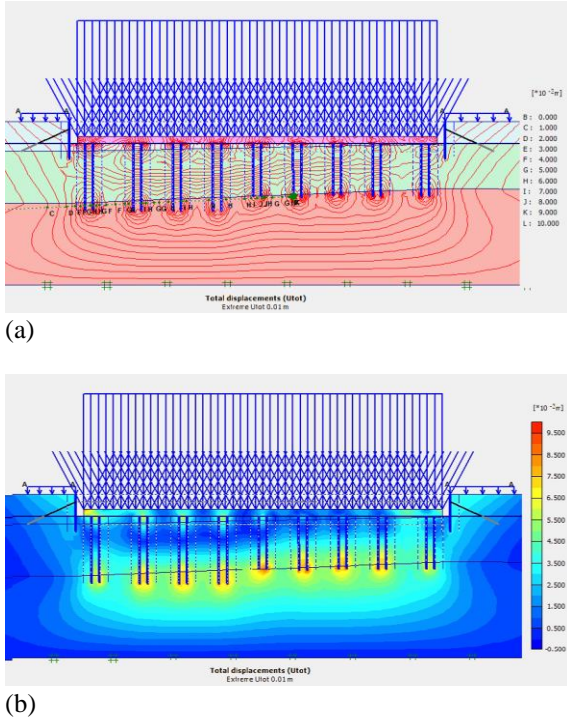 A A A A
[*10 ⁻³m]
B : 0.000
C : 1.000
D : 2.000
E : 3.000
F : 4.000
G : 5.000
H : 6.000
I : 7.000
J : 8.000
K : 9.000
L : 10.000
Total displacements (Utot)
Extreme Utot 0.01 m
(a)
A A A A
[*10 ⁻³m]
9.500
8.500
7.500
6.500
5.500
4.500
3.500
2.500
1.500
0.500
-0.500
Total displacements (Utot)
Extreme Utot 0.01 m
(b)